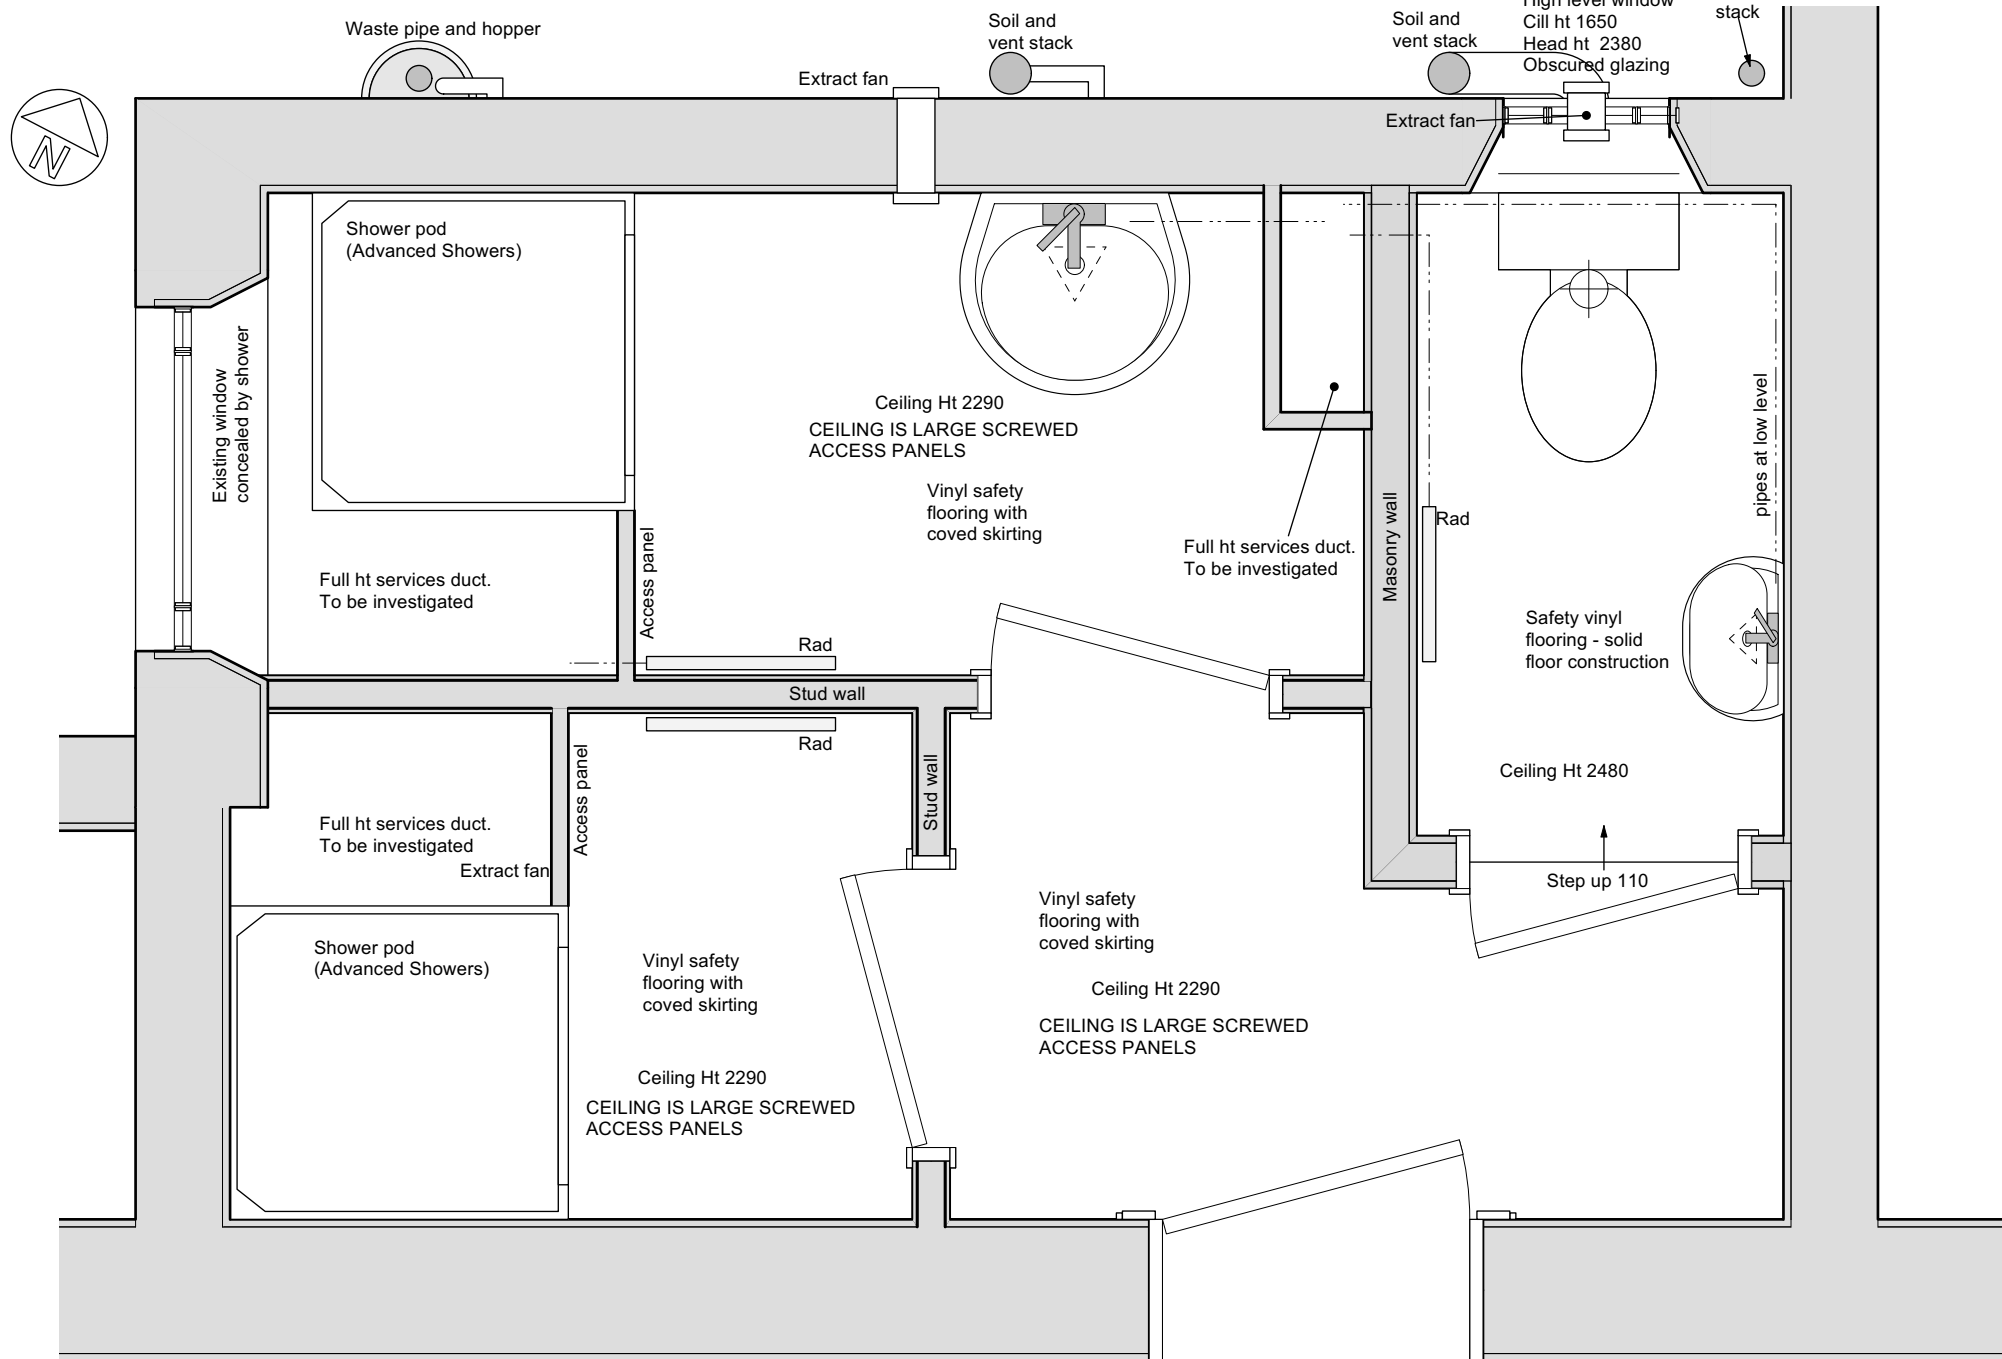 Waste pipe and hopper
Soil and
vent stack
Extract fan
Soil and
vent stack
High level window
Cill ht 1650
Head ht 2380
Obscured glazing
stack
Extract fan
N
Shower pod
(Advanced Showers)
Existing window
concealed by shower
Ceiling Ht 2290
CEILING IS LARGE SCREWED
ACCESS PANELS
Vinyl safety
flooring with
coved skirting
Full ht services duct.
To be investigated
Access panel
Full ht services duct.
To be investigated
Masonry wall
Rad
pipes at low level
Safety vinyl
flooring - solid
floor construction
Rad
Stud wall
Rad
Ceiling Ht 2480
Access panel
Stud wall
Full ht services duct.
To be investigated
Extract fan
Step up 110
Shower pod
(Advanced Showers)
Vinyl safety
flooring with
coved skirting
Ceiling Ht 2290
CEILING IS LARGE SCREWED
ACCESS PANELS
Vinyl safety
flooring with
coved skirting
Ceiling Ht 2290
CEILING IS LARGE SCREWED
ACCESS PANELS